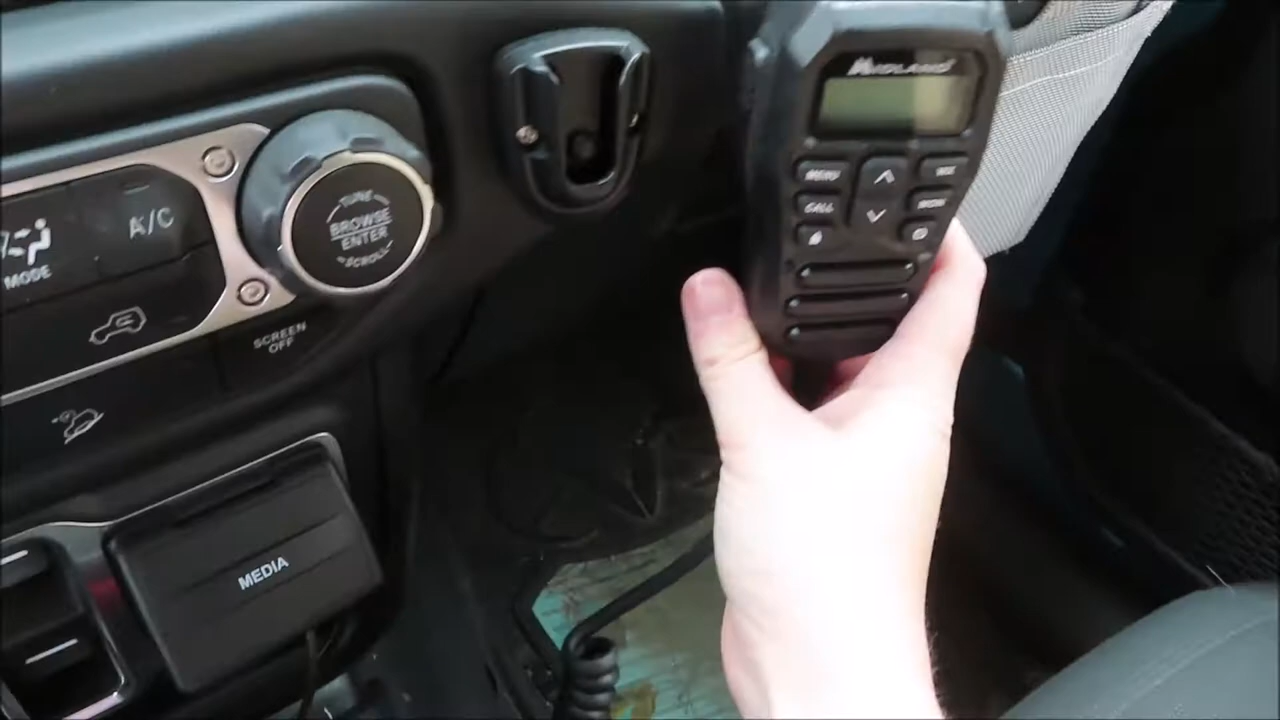 MIDLAND
MENU
CALL
A/C
MODE
TUNE
BROWSE
ENTER
SCROLL
SCREEN
OFF
MEDIA